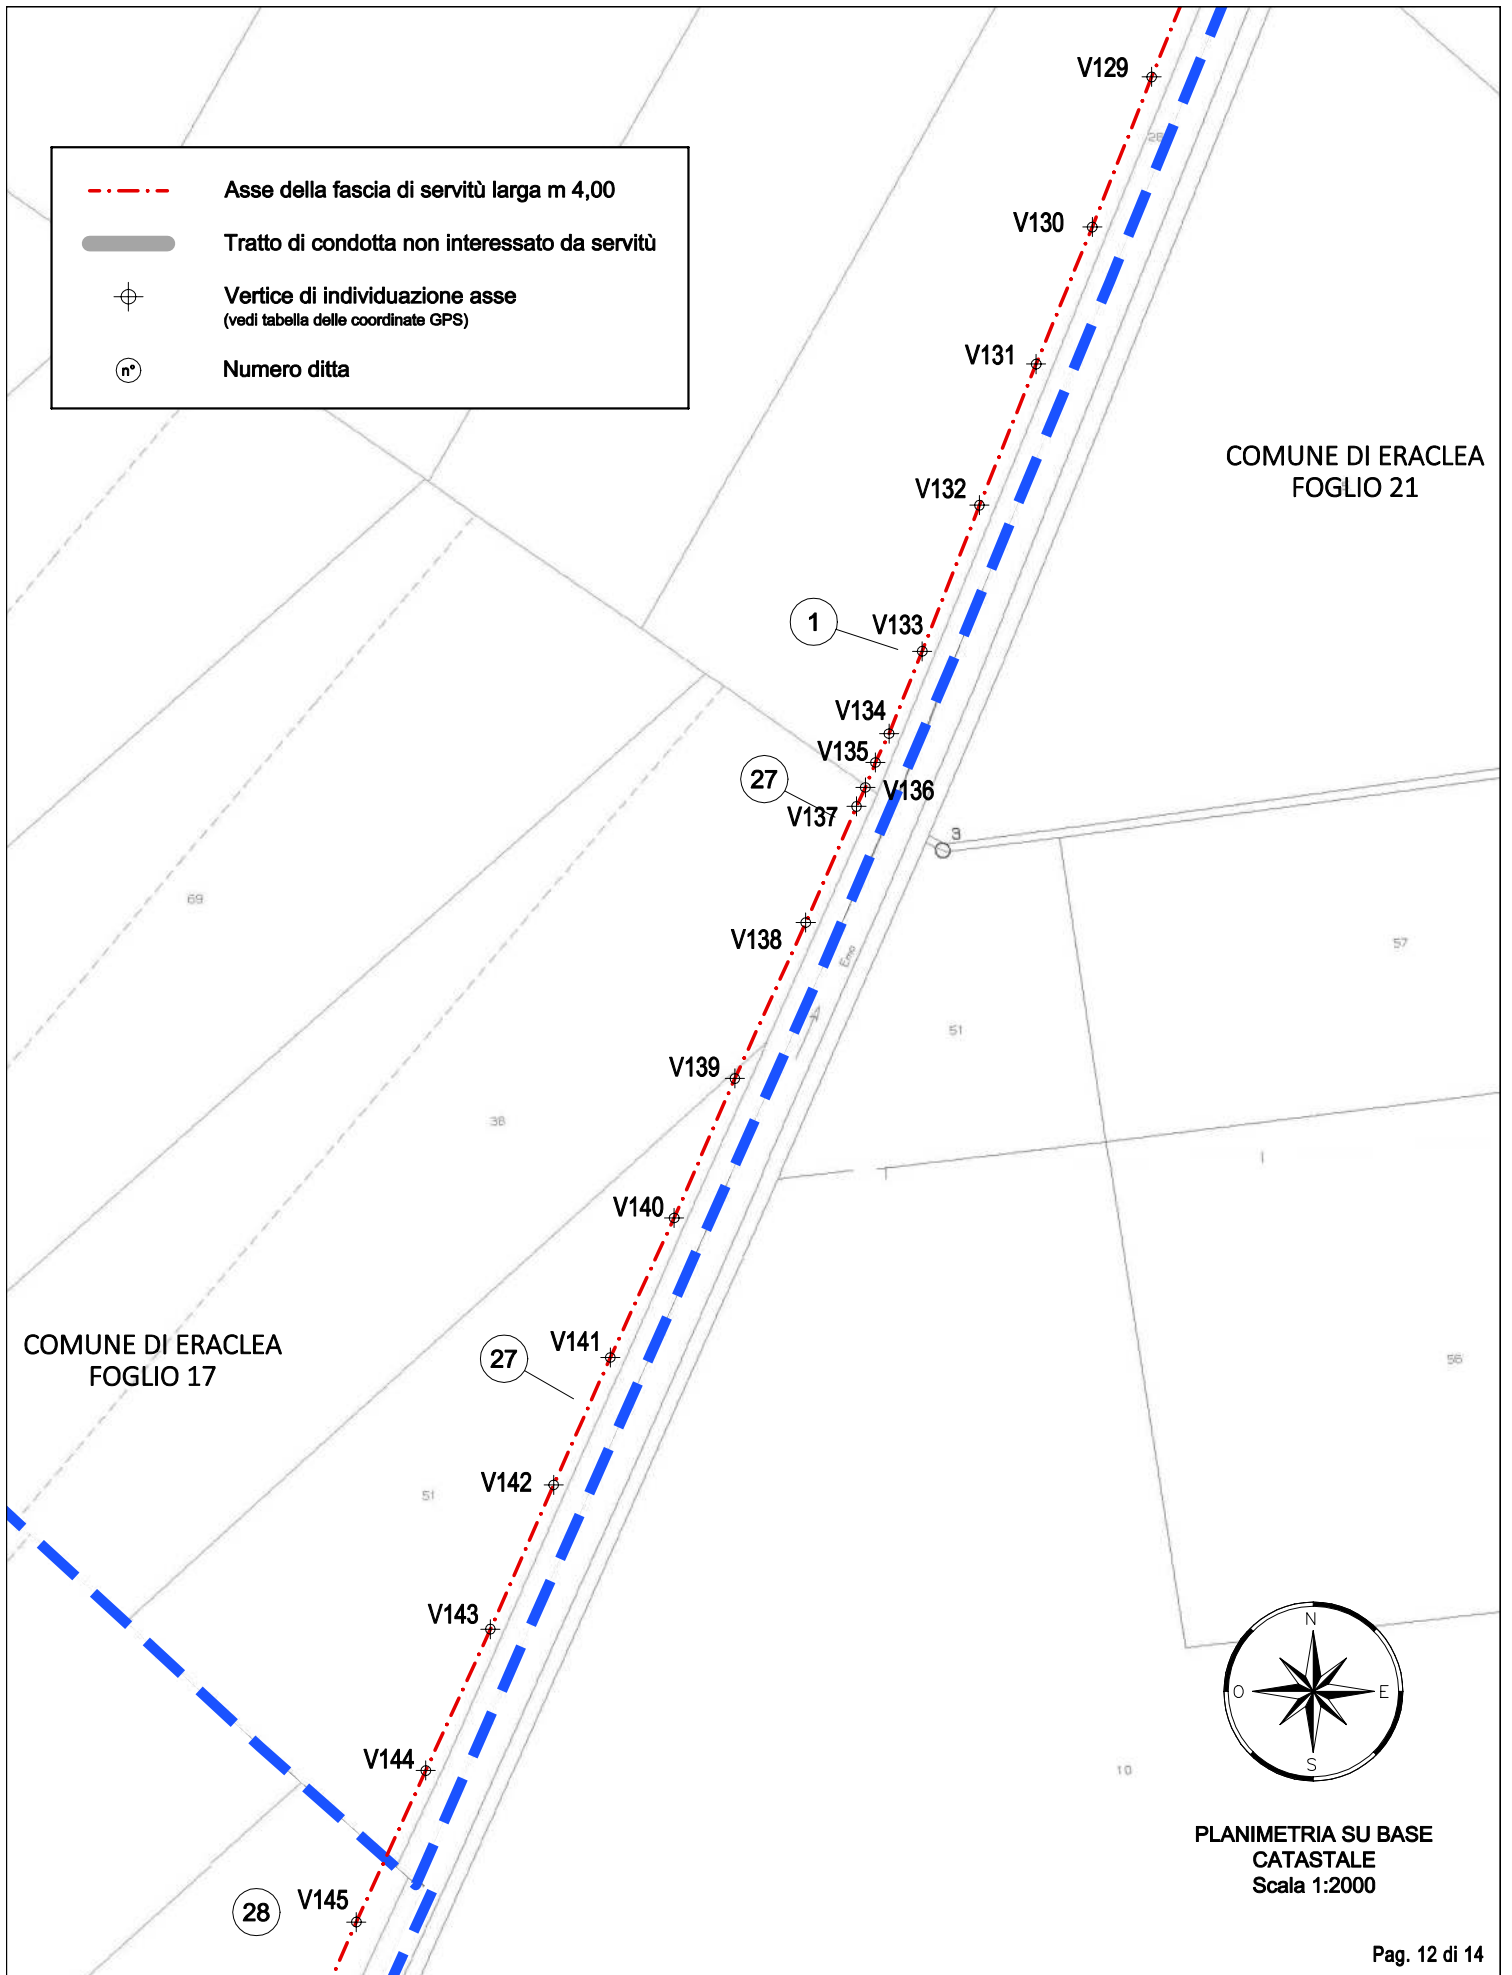 V129
28
Asse della fascia di servitù larga m 4,00
Tratto di condotta non interessato da servitù
Vertice di individuazione asse
(vedi tabella delle coordinate GPS)
n° Numero ditta
V130
V131
COMUNE DI ERACLEA
FOGLIO 21
V132
1
V133
V134
V135
27
V136
V137
3
69
V138
57
Emo
51
V139
38
V140
COMUNE DI ERACLEA
FOGLIO 17
V141
27
56
V142
51
V143
N
O
E
S
V144
10
PLANIMETRIA SU BASE
CATASTALE
Scala 1:2000
28
V145
Pag. 12 di 14